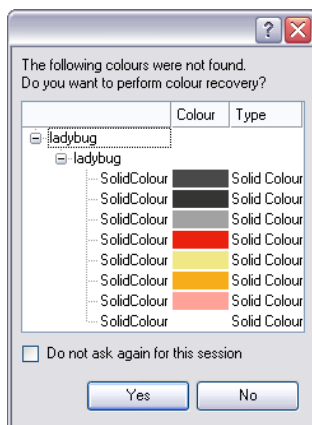 The following colours were not found.
Do you want to perform colour recovery?
Colour Type
ladybug
ladybug
SolidColour Solid Colour
SolidColour Solid Colour
SolidColour Solid Colour
SolidColour Solid Colour
SolidColour Solid Colour
SolidColour Solid Colour
SolidColour Solid Colour
SolidColour Solid Colour
Do not ask again for this session
Yes No